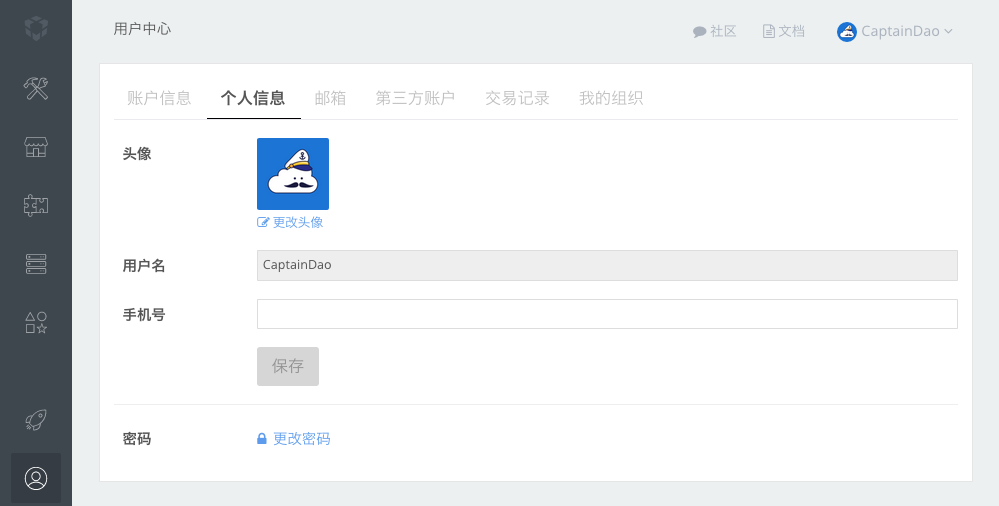 用户中心
社区 文档 CaptainDao
账户信息 个人信息 邮箱 第三方账户 交易记录 我的组织
头像
更改头像
用户名 CaptainDao
手机号
保存
密码 更改密码